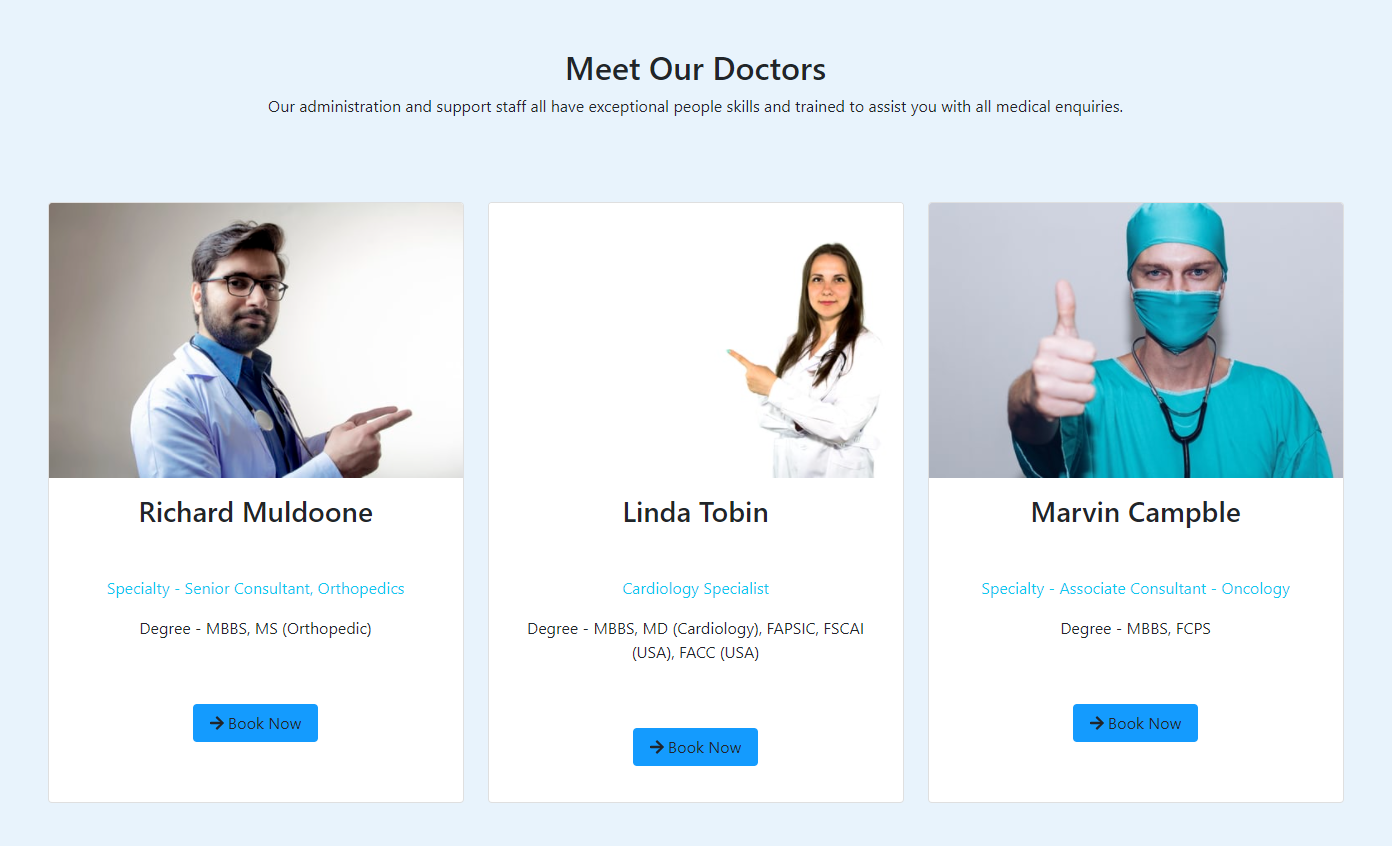 Meet Our Doctors
Our administration and support staff all have exceptional people skills and trained to assist you with all medical enquiries.
Richard Muldoone
Specialty - Senior Consultant, Orthopedics
Degree - MBBS, MS (Orthopedic)
Book Now
Linda Tobin
Cardiology Specialist
Degree - MBBS, MD (Cardiology), FAPSIC, FSCAI
(USA), FACC (USA)
Book Now
Marvin Campble
Specialty - Associate Consultant - Oncology
Degree - MBBS, FCPS
Book Now